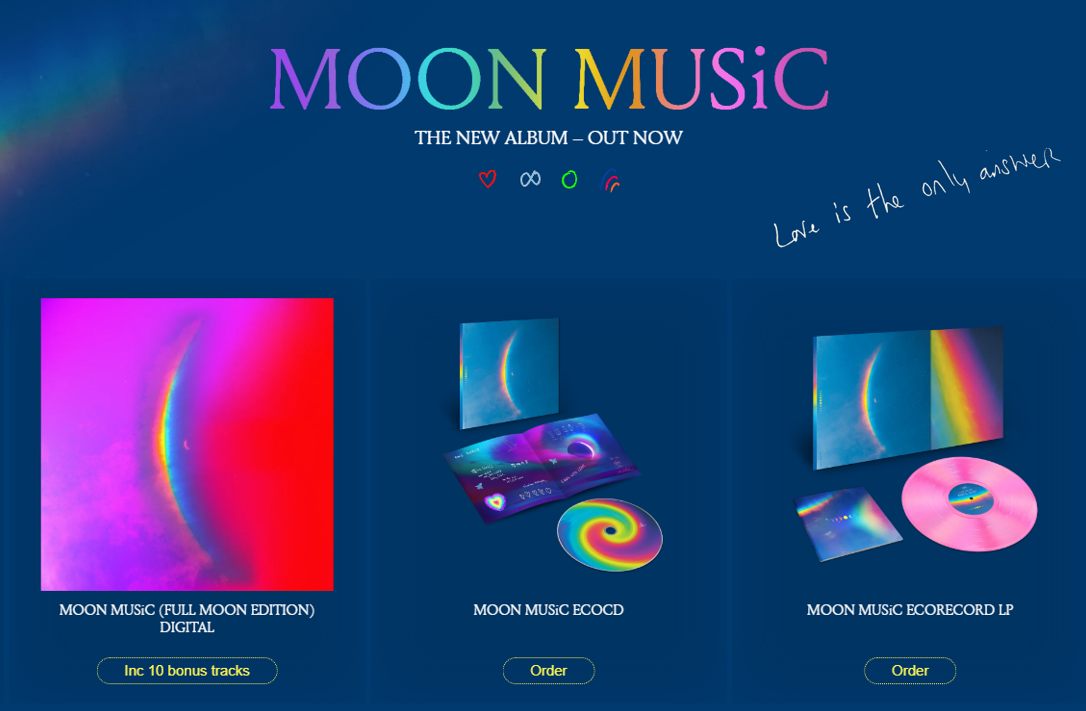 MOON MUSiC
THE NEW ALBUM – OUT NOW
Love is the only answer
MOON MUSiC (FULL MOON EDITION)
DIGITAL
Inc 10 bonus tracks
MOON MUSiC ECOCD
Order
MOON MUSiC ECORECORD LP
Order